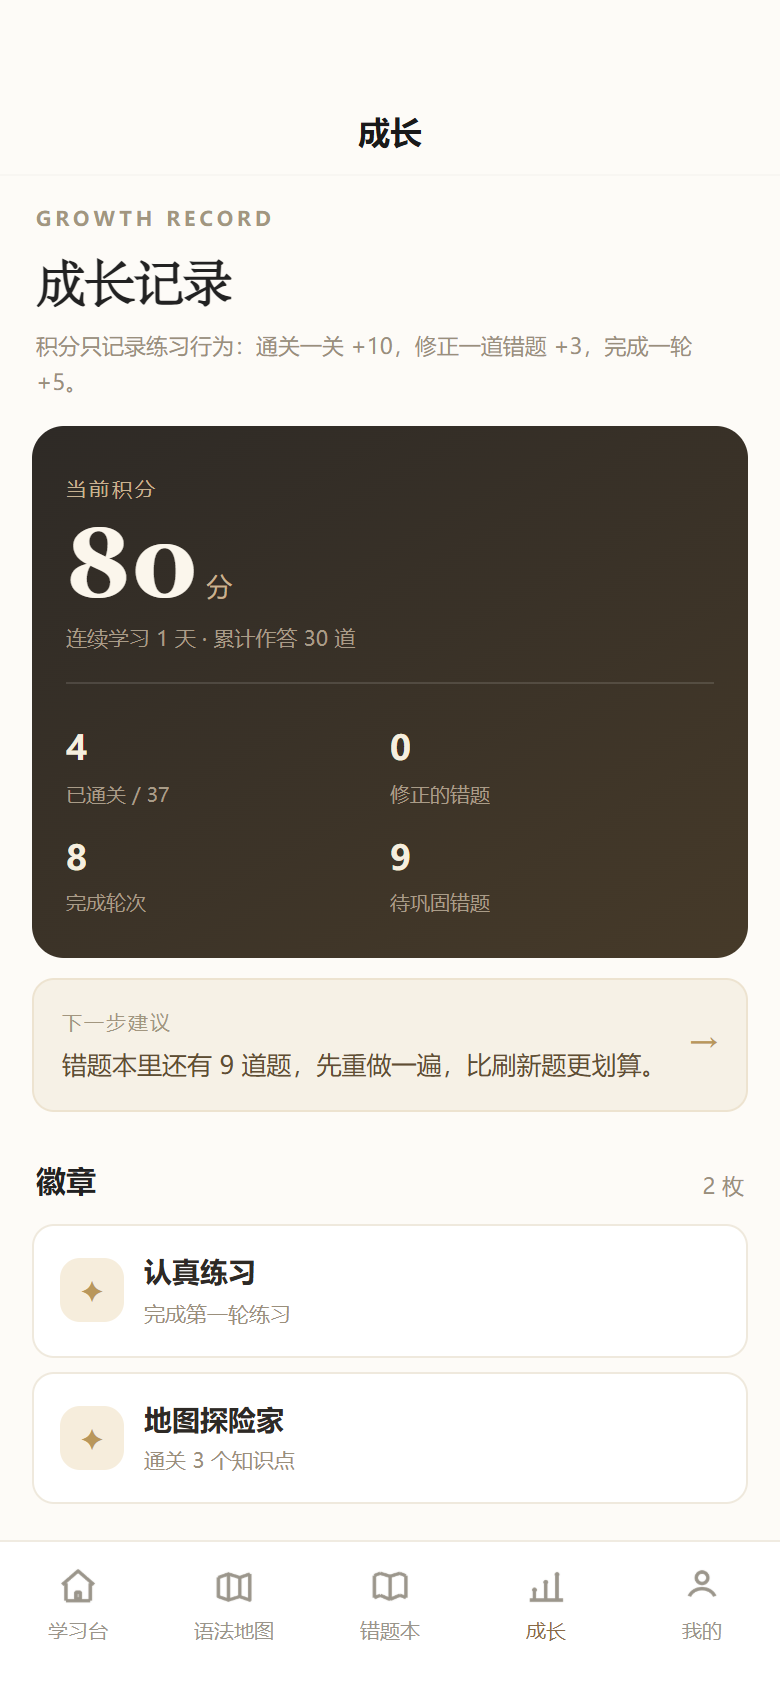 成长
GROWTH RECORD
成长记录
积分只记录练习行为：通关一关 +10，修正一道错题 +3，完成一轮
+5。
当前积分
80 分
连续学习 1 天 · 累计作答 30 道
4
已通关 / 37
0
修正的错题
8
完成轮次
9
待巩固错题
下一步建议
错题本里还有 9 道题，先重做一遍，比刷新题更划算。
→
徽章
2 枚
认真练习
完成第一轮练习
地图探险家
通关 3 个知识点
学习台
语法地图
错题本
成长
我的